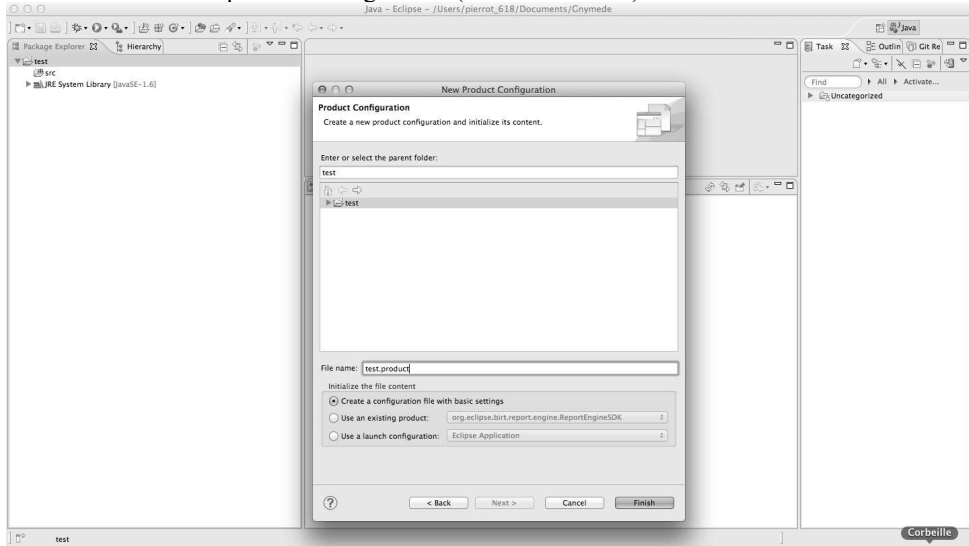 Java - Eclipse - /Users/pierrot_618/Documents/Gnymede
Java
Package Explorer
Hierarchy
Task
Outlin
Git Re
test
src
JRE System Library [JavaSE-1.6]
Find
All
Activate...
Uncategorized
New Product Configuration
Product Configuration
Create a new product configuration and initialize its content.
Enter or select the parent folder:
test
test
File name:
test.product
Initialize the file content
Create a configuration file with basic settings
Use an existing product:
org.eclipse.birt.report.engine.ReportEngineSDK
Use a launch configuration:
Eclipse Application
?
< Back
Next >
Cancel
Finish
test
Corbeille